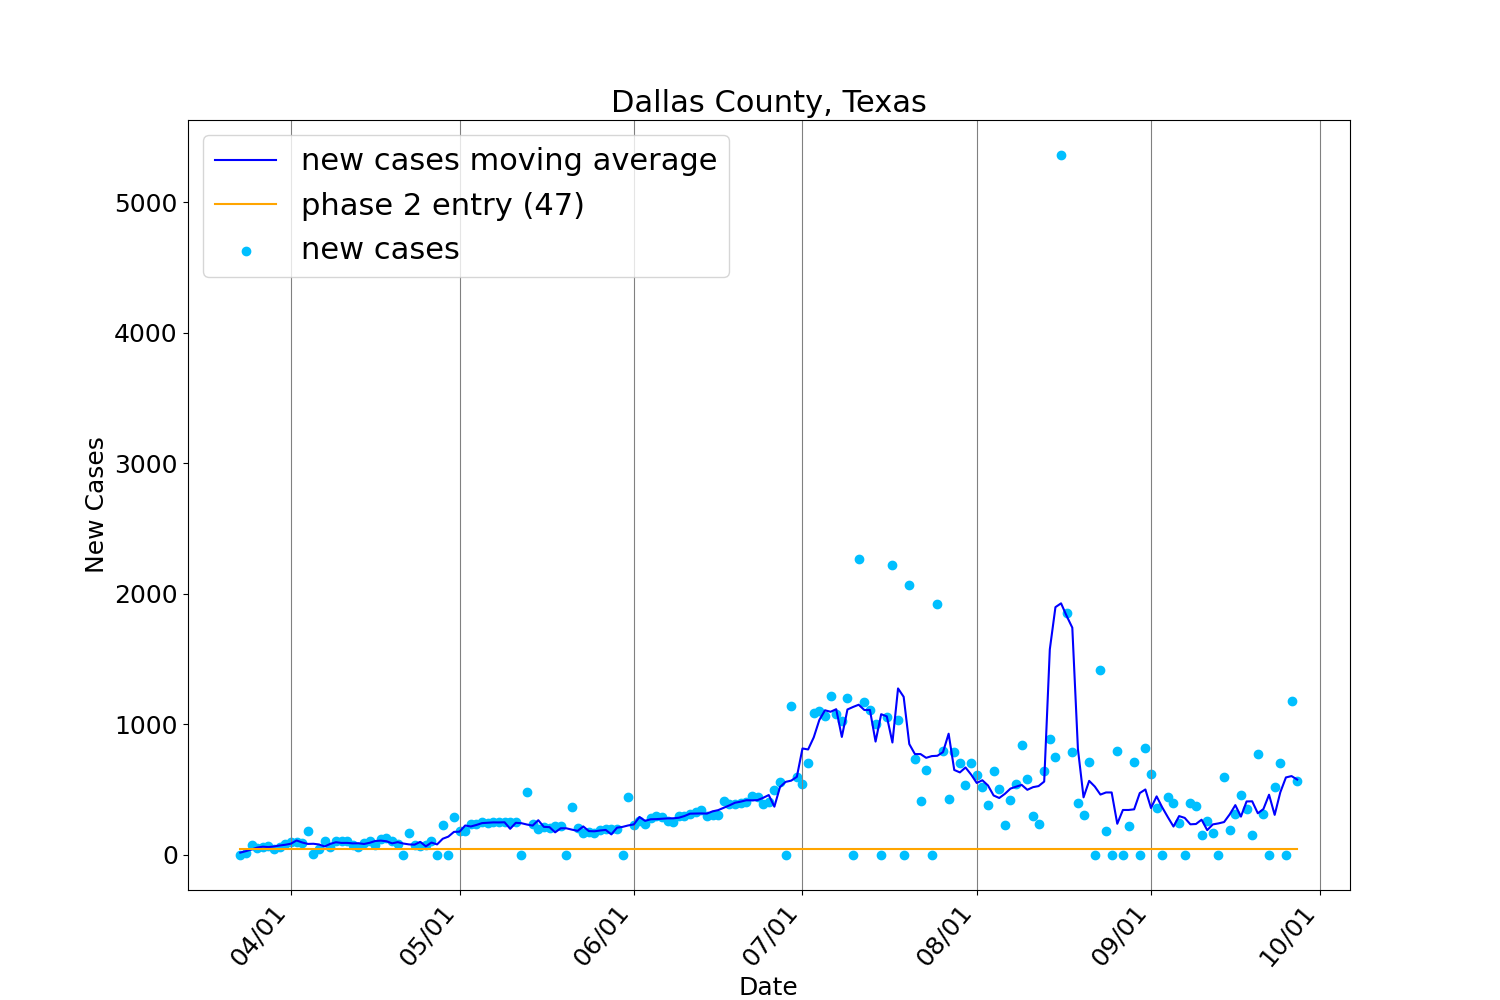 Dallas County, Texas
new cases moving average
phase 2 entry (47)
new cases
5000
4000
3000
2000
1000
0
New Cases
04/01
05/01
06/01
07/01
08/01
09/01
10/01
Date